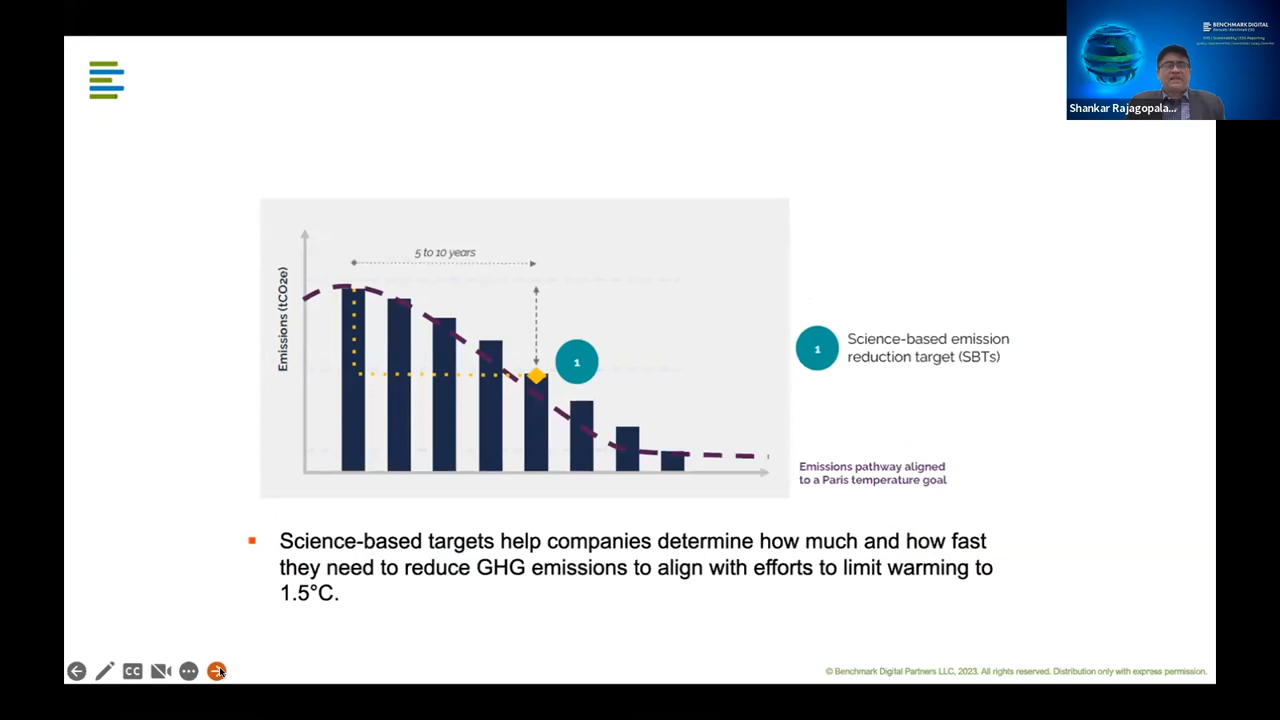 BENCHMARK DIGITAL
Shankar Rajagopala...
5 to 10 years
Emissions (tCO2e)
1
1
Science-based emission
reduction target (SBTs)
Emissions pathway aligned
to a Paris temperature goal
Science-based targets help companies determine how much and how fast
they need to reduce GHG emissions to align with efforts to limit warming to
1.5°C.
CC
© Benchmark Digital Partners LLC, 2023. All rights reserved. Distribution only with express permission.